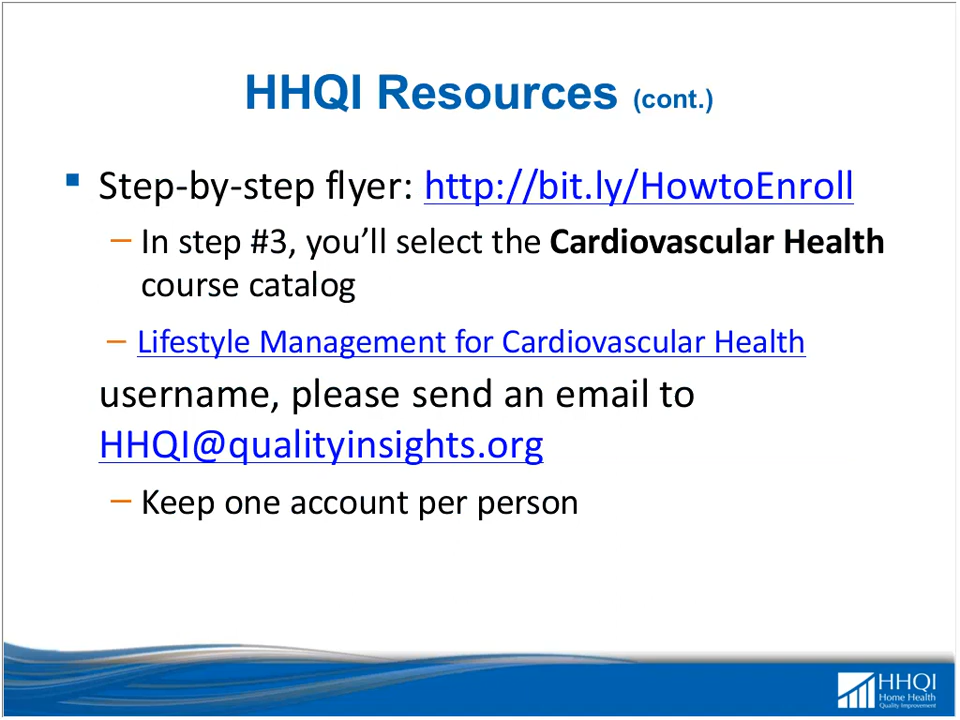 HHQI Resources (cont.)
Step-by-step flyer: http://bit.ly/HowtoEnroll
– In step #3, you’ll select the Cardiovascular Health
course catalog
– Lifestyle Management for Cardiovascular Health
username, please send an email to
HHQI@qualityinsights.org
– Keep one account per person
HHQI
Home Health
Quality Improvement